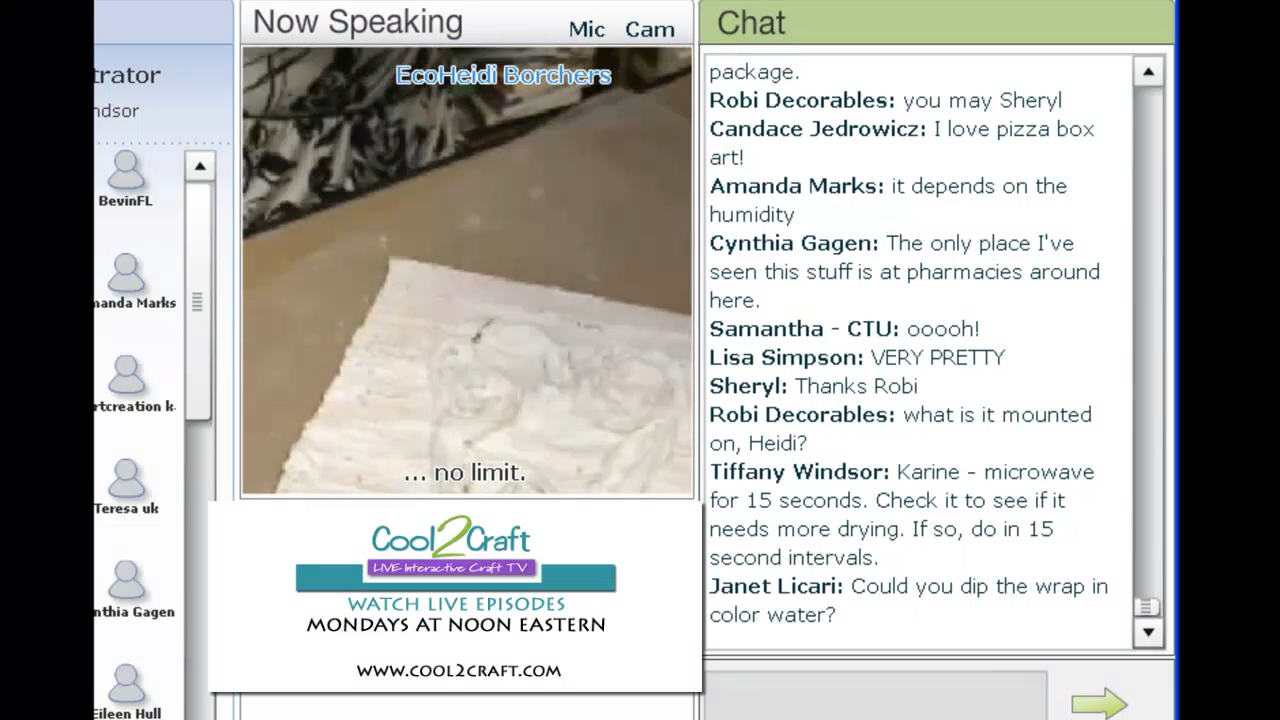 trator
ndsor
BevinFL
manda Marks
rtcreation k-
Teresa uk
nthia Gagen
Eileen Hull
Now Speaking
Mic Cam
EcoHeidi Borchers
... no limit.
Cool2Craft
LIVE Interactive Craft TV
WATCH LIVE EPISODES
MONDAYS AT NOON EASTERN
WWW.COOL2CRAFT.COM
Chat
package.
Robi Decorables: you may Sheryl
Candace Jedrowicz: I love pizza box
art!
Amanda Marks: it depends on the
humidity
Cynthia Gagen: The only place I've
seen this stuff is at pharmacies around
here.
Samantha - CTU: ooooh!
Lisa Simpson: VERY PRETTY
Sheryl: Thanks Robi
Robi Decorables: what is it mounted
on, Heidi?
Tiffany Windsor: Karine - microwave
for 15 seconds. Check it to see if it
needs more drying. If so, do in 15
second intervals.
Janet Licari: Could you dip the wrap in
color water?